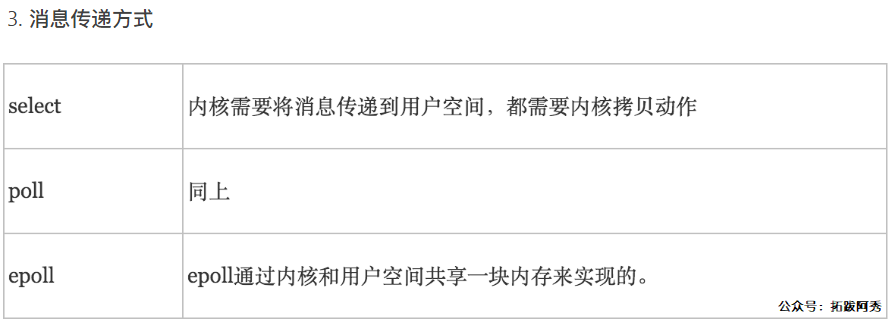 3. 消息传递方式
select 内核需要将消息传递到用户空间，都需要内核拷贝动作
poll 同上
epoll epoll通过内核和用户空间共享一块内存来实现的。
公众号：拓跋阿秀